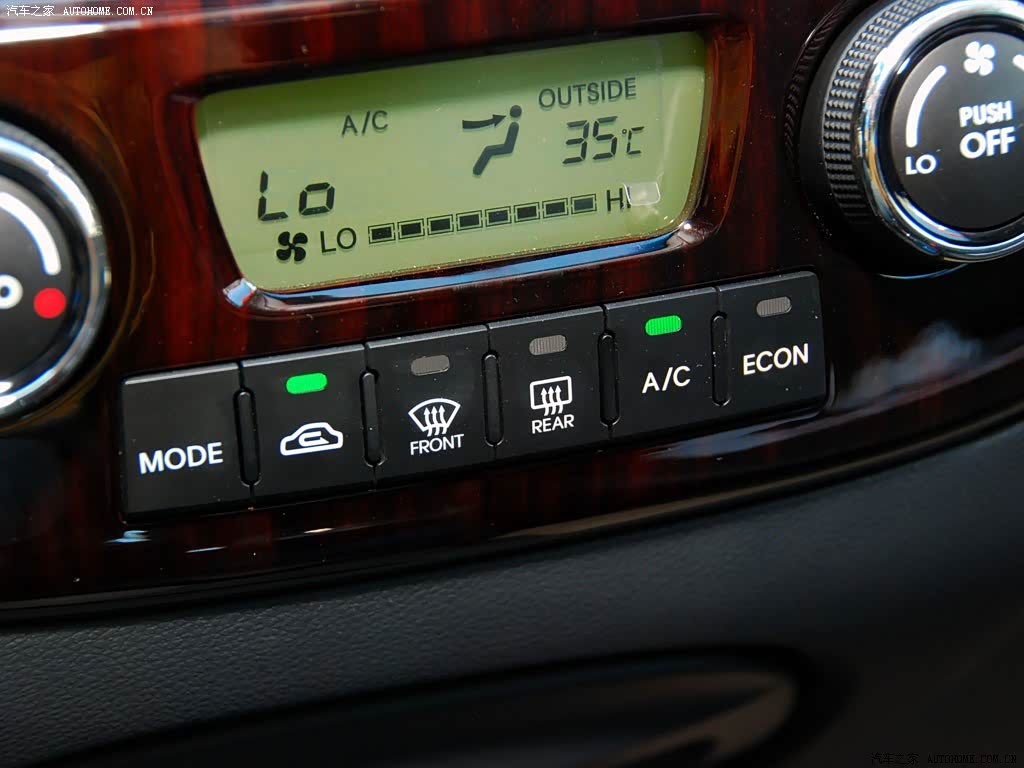 汽车之家 AUTOHOME.COM.CN
OUTSIDE
A/C
35°C
Lo
LO
HI
PUSH
OFF
LO
MODE
FRONT
REAR
A/C
ECON
汽车之家 AUTOHOME.COM.CN